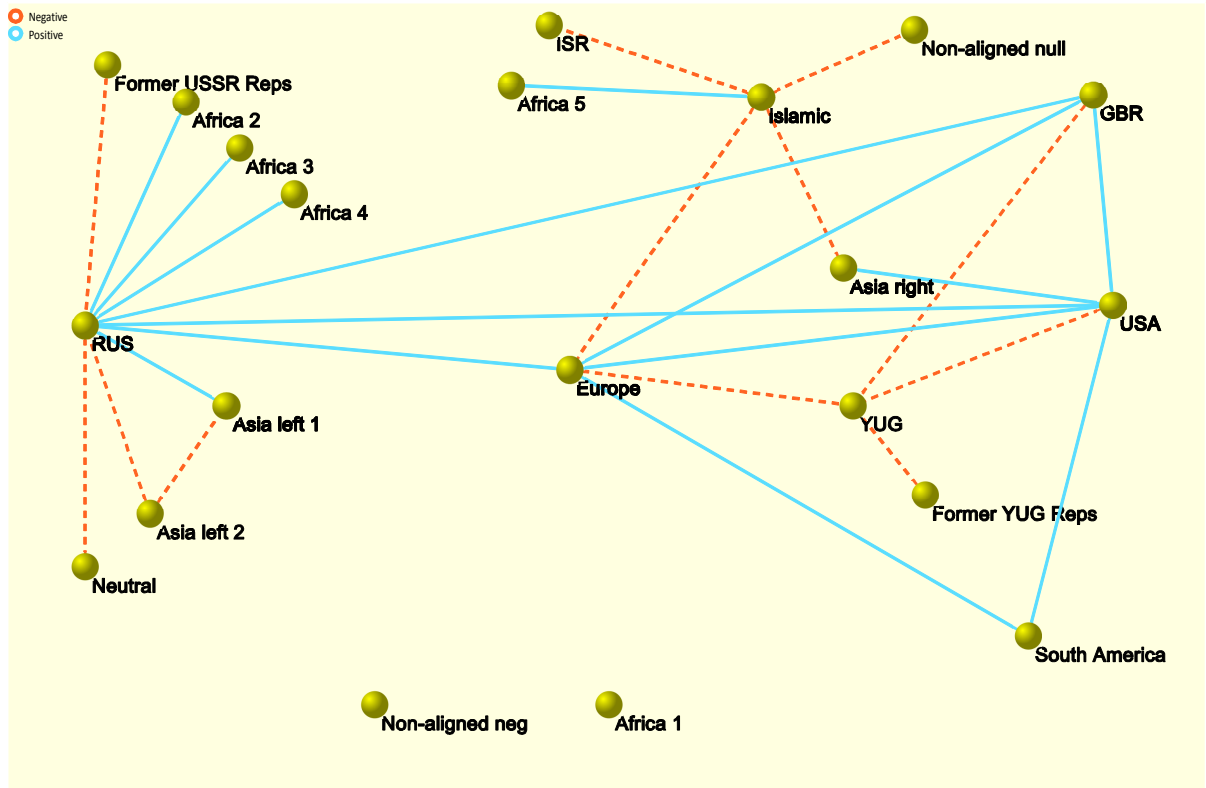 Negative
Positive
ISR
Non-aligned null
Former USSR Reps
Africa 5
Islamic
GBR
Africa 2
Africa 3
Africa 4
Asia right
USA
RUS
Europe
Asia left 1
YUG
Former YUG Reps
Asia left 2
Neutral
South America
Non-aligned neg
Africa 1